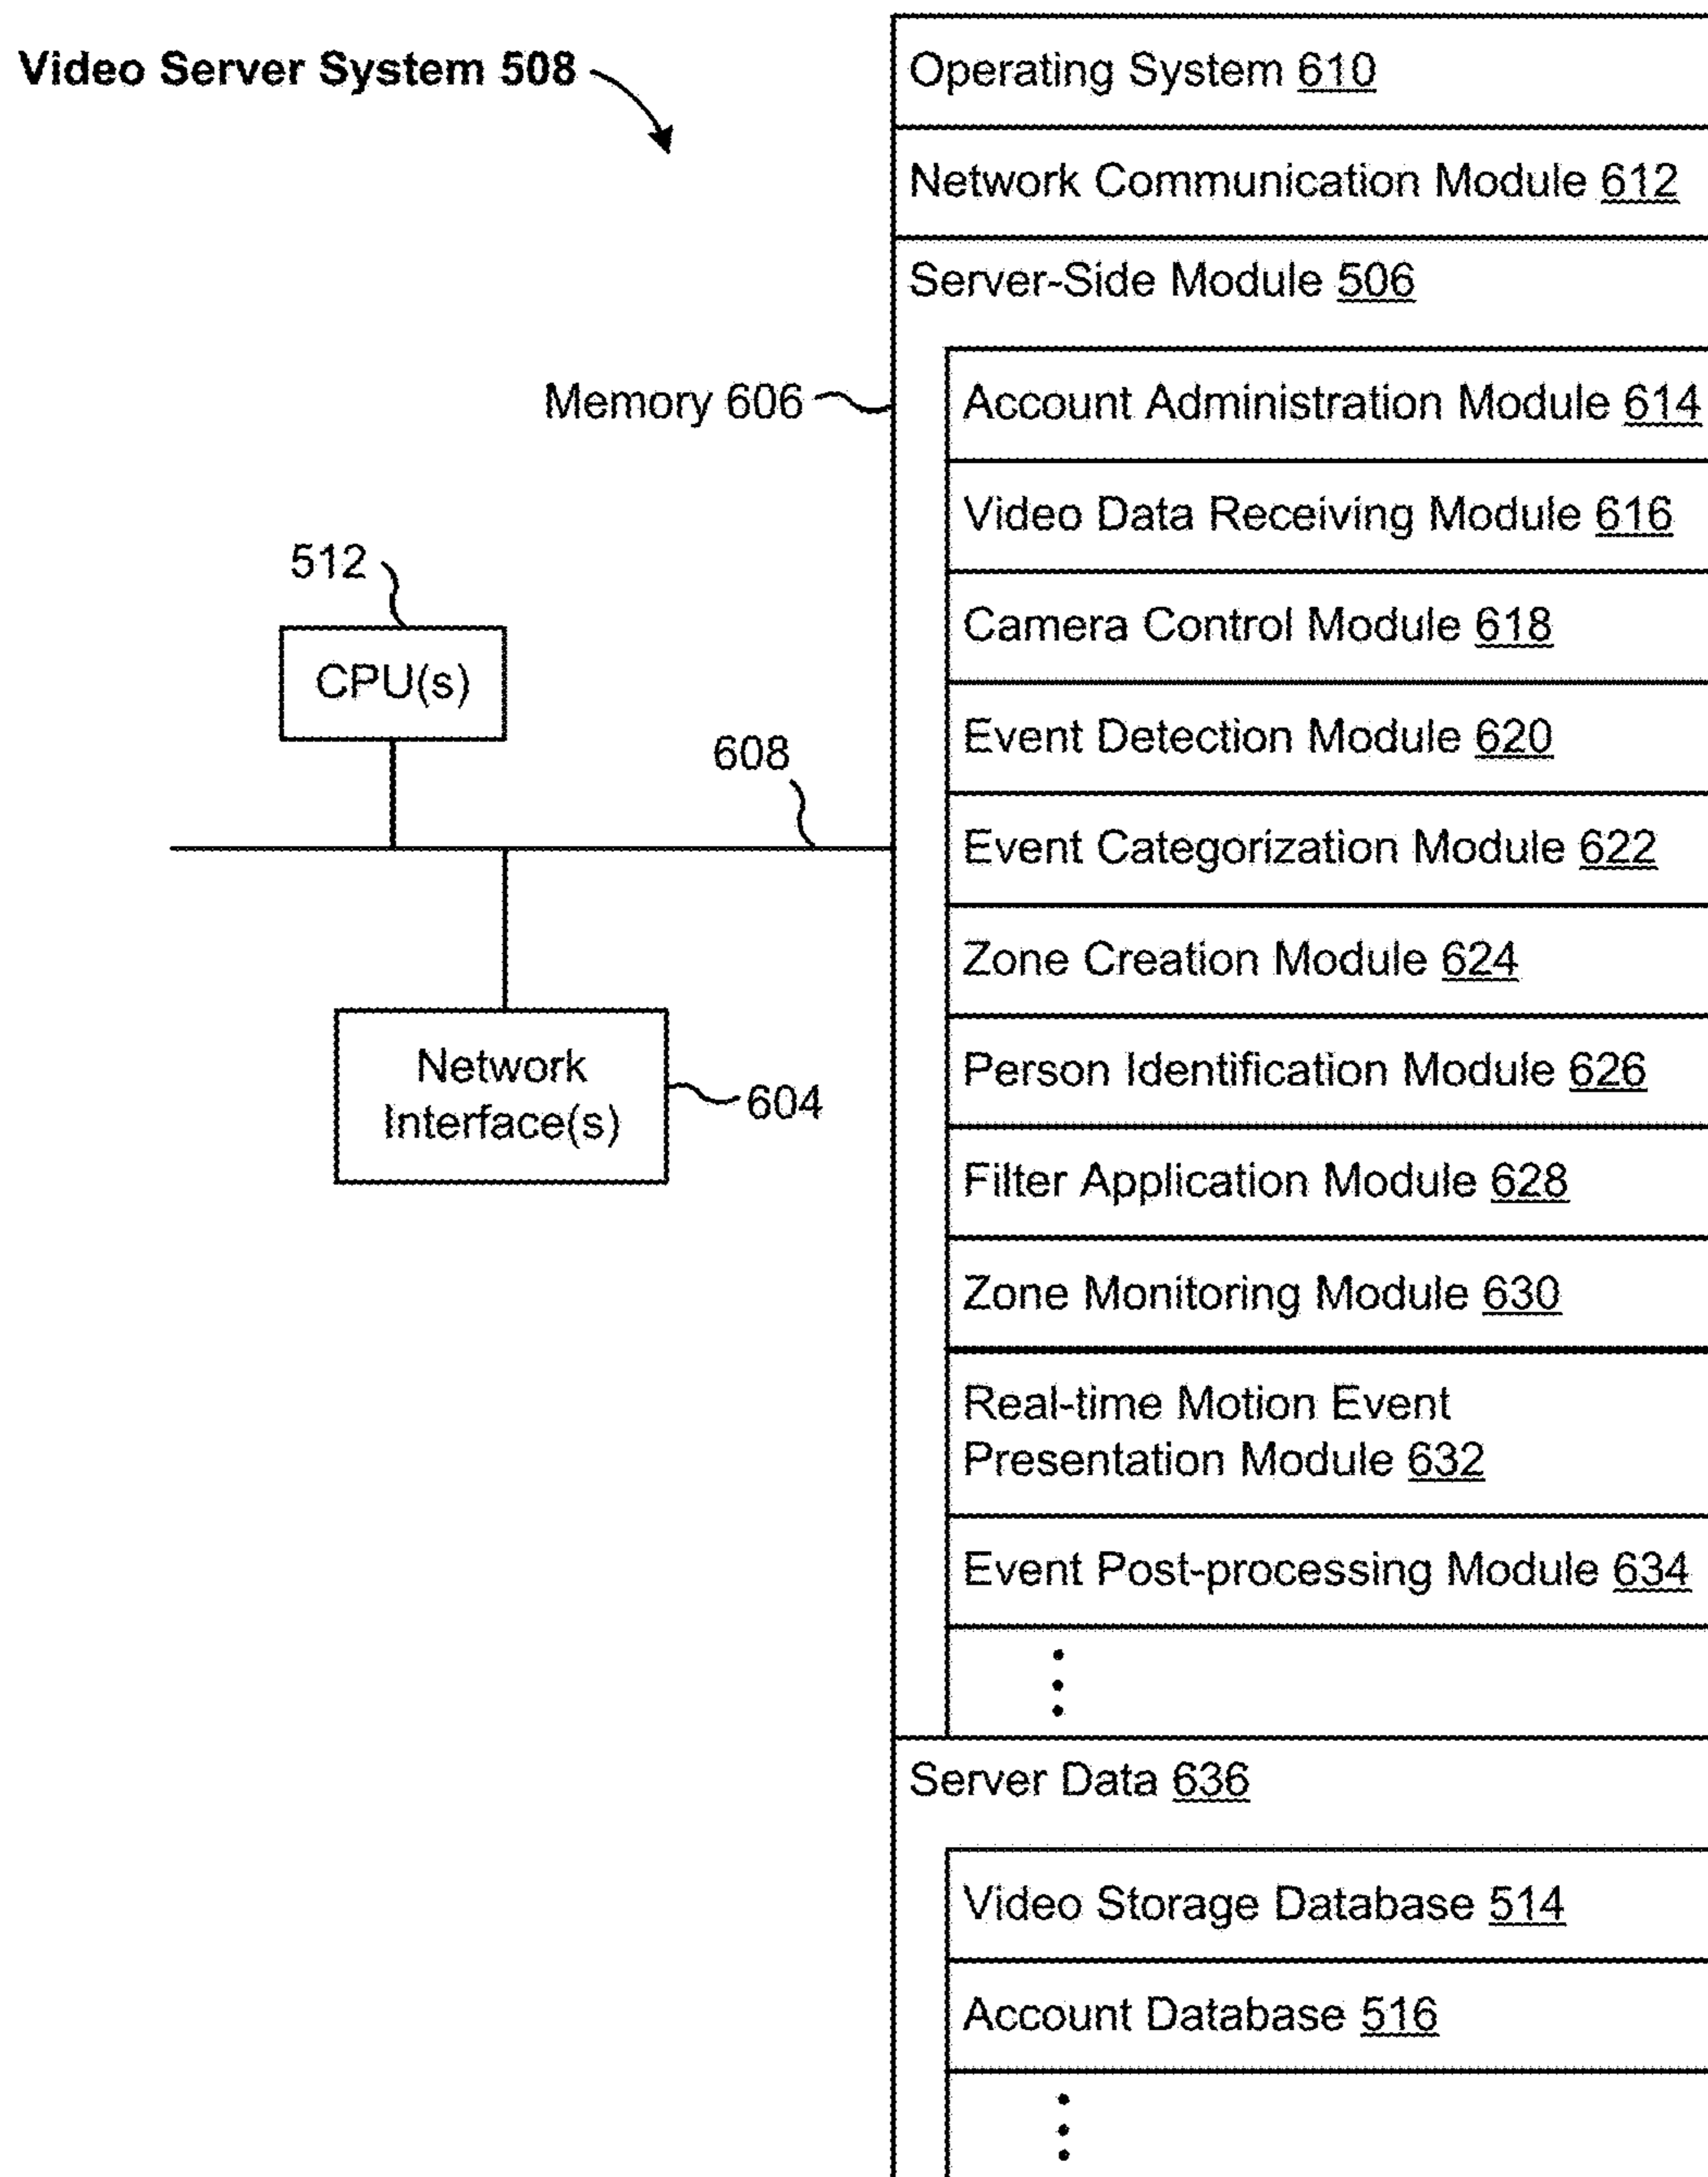 Video Server System 508
Operating System 610
Network Communication Module 612
Server-Side Module 506
Memory 606
Account Administration Module 614
Video Data Receiving Module 616
512
CPU(s)
Camera Control Module 618
Event Detection Module 620
608
Event Categorization Module 622
Zone Creation Module 624
Network
Interface(s)
604
Person Identification Module 626
Filter Application Module 628
Zone Monitoring Module 630
Real-time Motion Event
Presentation Module 632
Event Post-processing Module 634
Server Data 636
Video Storage Database 514
Account Database 516